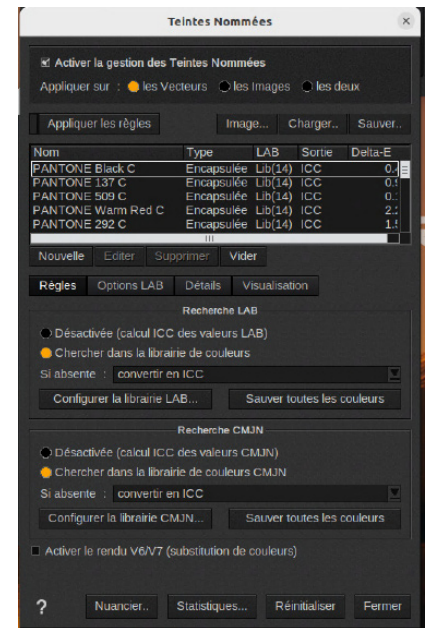 Teintes Nommées
Activer la gestion des Teintes Nommées
Appliquer sur : les Vecteurs les Images les deux
Appliquer les règles Image... Charger.. Sauver..
Nom Type LAB Sortie Delta-E
PANTONE Black C Encapsulée Lib(14) ICC
PANTONE 137 C Encapsulée Lib(14) ICC
PANTONE 509 C Encapsulée Lib(14) ICC
PANTONE Warm Red C Encapsulée Lib(14) ICC
PANTONE 292 C Encapsulée Lib(14) ICC
Nouvelle Editer Supprimer Vider
Règles Options LAB Détails Visualisation
Recherche LAB
Désactivée (calcul ICC des valeurs LAB)
Chercher dans la librairie de couleurs
Si absente : convertir en ICC
Configurer la librairie LAB... Sauver toutes les couleurs
Recherche CMJN
Désactivée (calcul ICC des valeurs CMJN)
Chercher dans la librairie de couleurs CMJN
Si absente : convertir en ICC
Configurer la librairie CMJN... Sauver toutes les couleurs
Activer le rendu V6/V7 (substitution de couleurs)
? Nuancier.. Statistiques... Réinitialiser Fermer